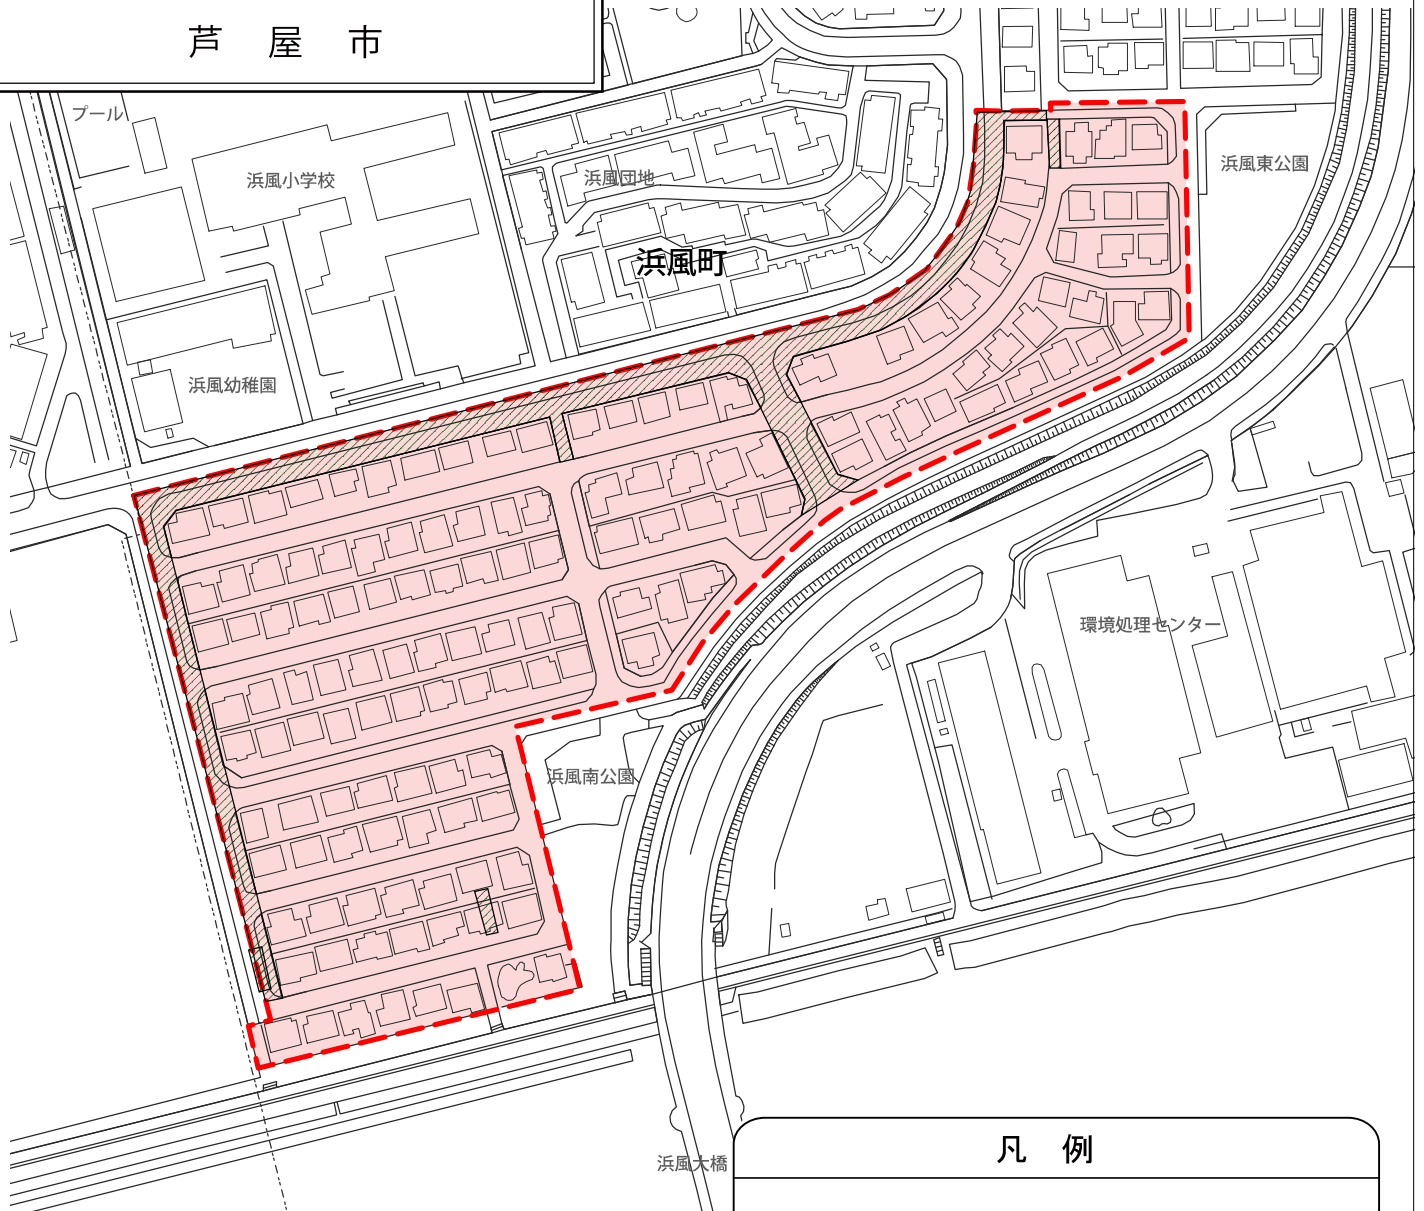 芦屋市
プール
浜風小学校
浜風団地
浜風東公園
浜風町
浜風幼稚園
環境処理センター
浜風南公園
凡例
浜風大橋